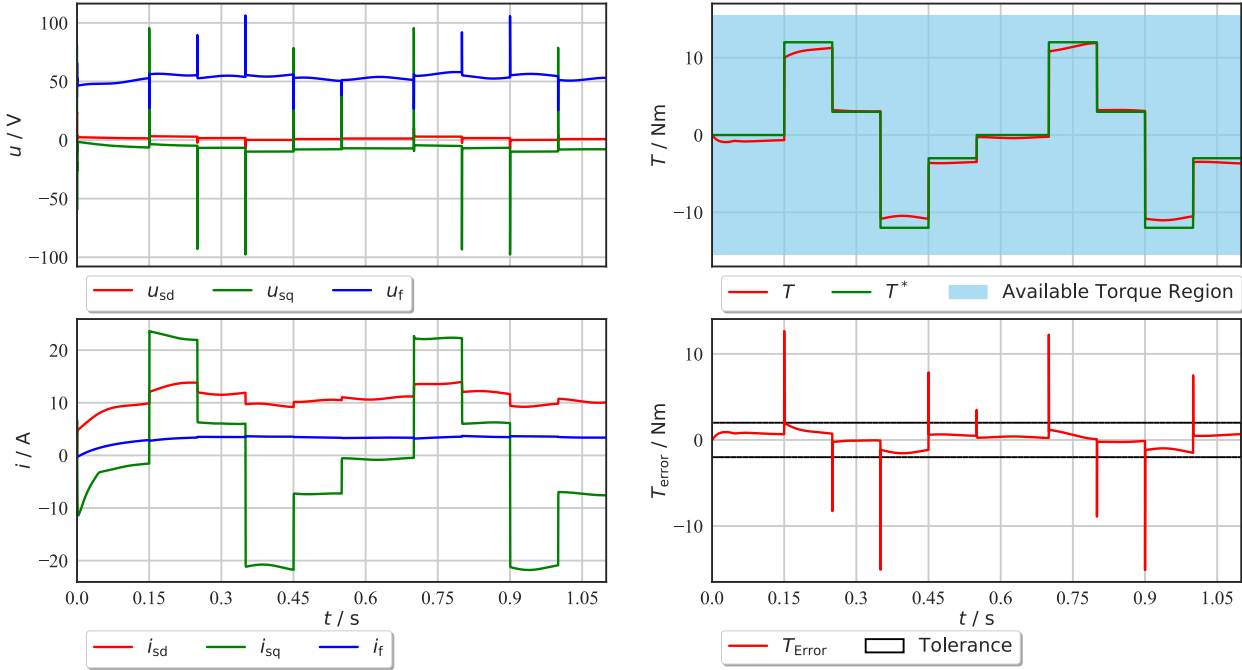 100
50
0
−50
−100
u / V
u_sd u_sq u_f
10
0
−10
T / Nm
T T* Available Torque Region
20
10
0
−10
−20
i / A
0.0 0.15 0.3 0.45 0.6 0.75 0.9 1.05
t / s
i_sd i_sq i_f
10
0
−10
T_error / Nm
0.0 0.15 0.3 0.45 0.6 0.75 0.9 1.05
t / s
T_Error Tolerance